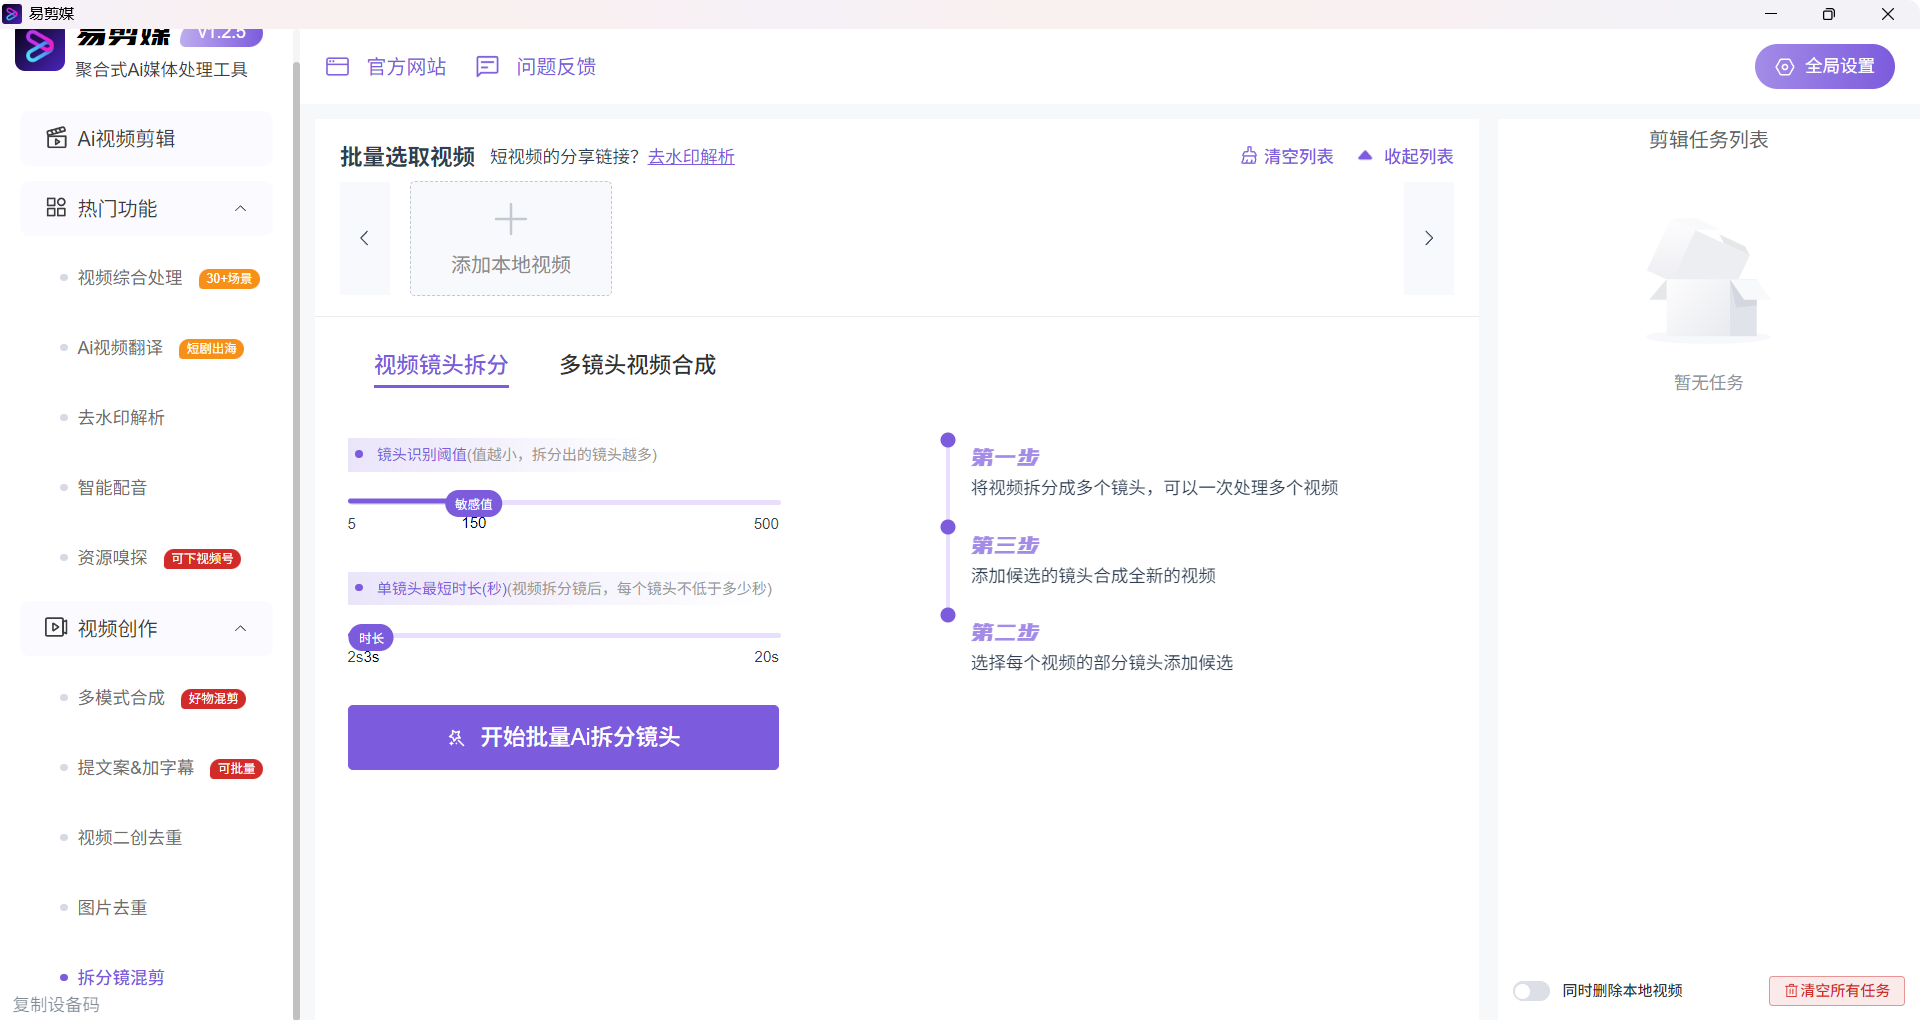 易剪媒
易剪媒 V1.2.5
聚合式Ai媒体处理工具
官方网站
问题反馈
全局设置
Ai视频剪辑
热门功能
视频综合处理 30+场景
Ai视频翻译 短剧出海
去水印解析
智能配音
资源嗅探 可下视频号
视频创作
多模式合成 好物混剪
提文案&加字幕 可批量
视频二创去重
图片去重
拆分镜混剪
复制设备码
批量选取视频 短视频的分享链接？去水印解析
清空列表 收起列表
添加本地视频
视频镜头拆分 多镜头视频合成
镜头识别阈值(值越小，拆分出的镜头越多)
敏感值
5 150 500
单镜头最短时长(秒)(视频拆分镜后，每个镜头不低于多少秒)
时长
2s3s 20s
开始批量Ai拆分镜头
第一步
将视频拆分成多个镜头，可以一次处理多个视频
第三步
添加候选的镜头合成全新的视频
第二步
选择每个视频的部分镜头添加候选
剪辑任务列表
暂无任务
同时删除本地视频
清空所有任务